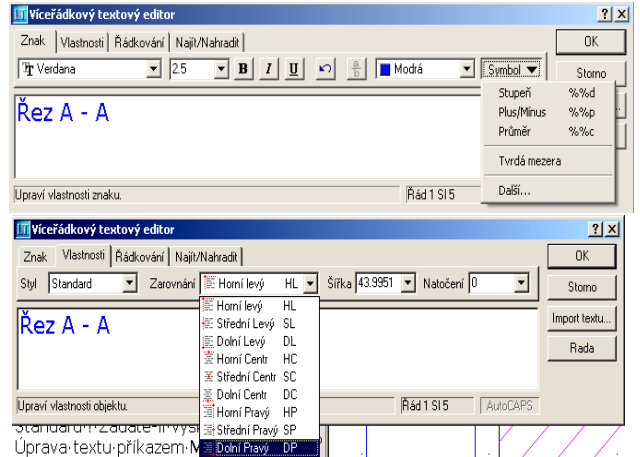 Víceřádkový textový editor
Znak Vlastnosti Řádkování Najít/Nahradit OK
Verdana 2.5 B I U a b Modrá Symbol Storno
Stupeň %%d
Plus/Mínus %%p
Průměr %%c
Tvrdá mezera
Další...
Řez A - A
Upraví vlastnosti znaku. Řád 1 Sl 5
Víceřádkový textový editor
Znak Vlastnosti Řádkování Najít/Nahradit OK
Styl Standard Zarovnání Horní levý HL Šířka 43.9951 Natočení 0 Storno
Horní levý HL
Střední Levý SL
Dolní Levý DL
Horní Centr HC
Střední Centr SC
Dolní Centr DC
Horní Pravý HP
Střední Pravý SP
Dolní Pravý DP
Řez A - A
Import textu...
Rada
Upraví vlastnosti objektu. Řád 1 Sl 5 AutoCAPS
Úprava textu příkazem